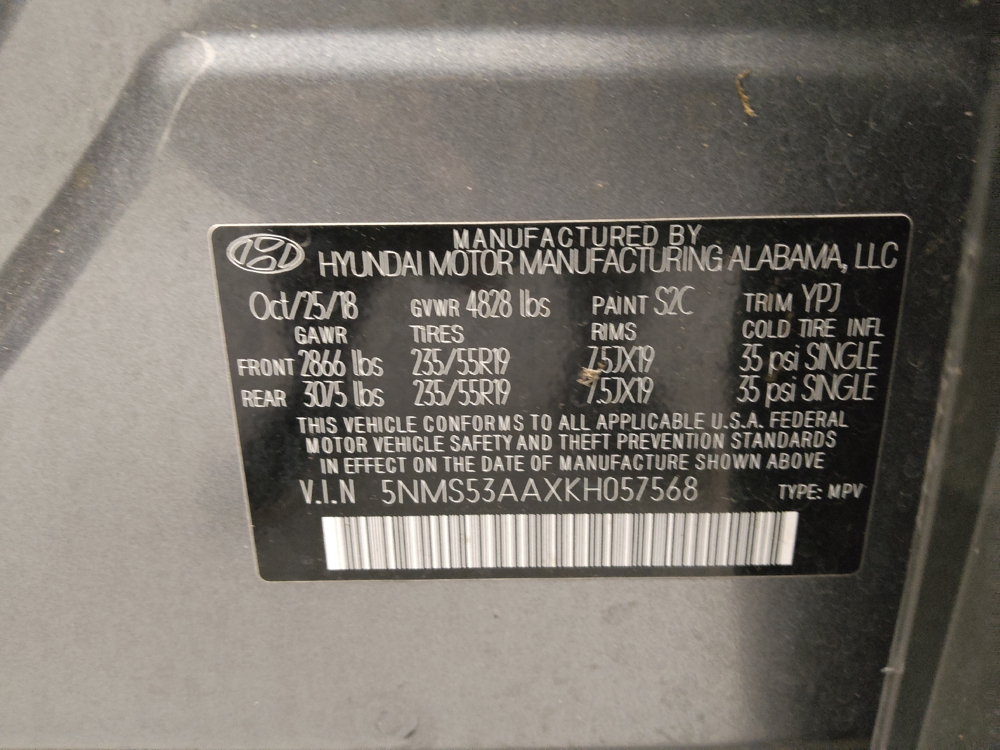 MANUFACTURED BY
HYUNDAI MOTOR MANUFACTURING ALABAMA, LLC
Oct/25/18 GVWR 4828 lbs PAINT S2C TRIM YPJ
GAWR TIRES RIMS COLD TIRE INFL
FRONT 2866 lbs 235/55R19 7.5JX19 35 psi SINGLE
REAR 3075 lbs 235/55R19 7.5JX19 35 psi SINGLE
THIS VEHICLE CONFORMS TO ALL APPLICABLE U.S.A. FEDERAL
MOTOR VEHICLE SAFETY AND THEFT PREVENTION STANDARDS
IN EFFECT ON THE DATE OF MANUFACTURE SHOWN ABOVE
V.I.N 5NMS53AAXKH057568 TYPE: MPV